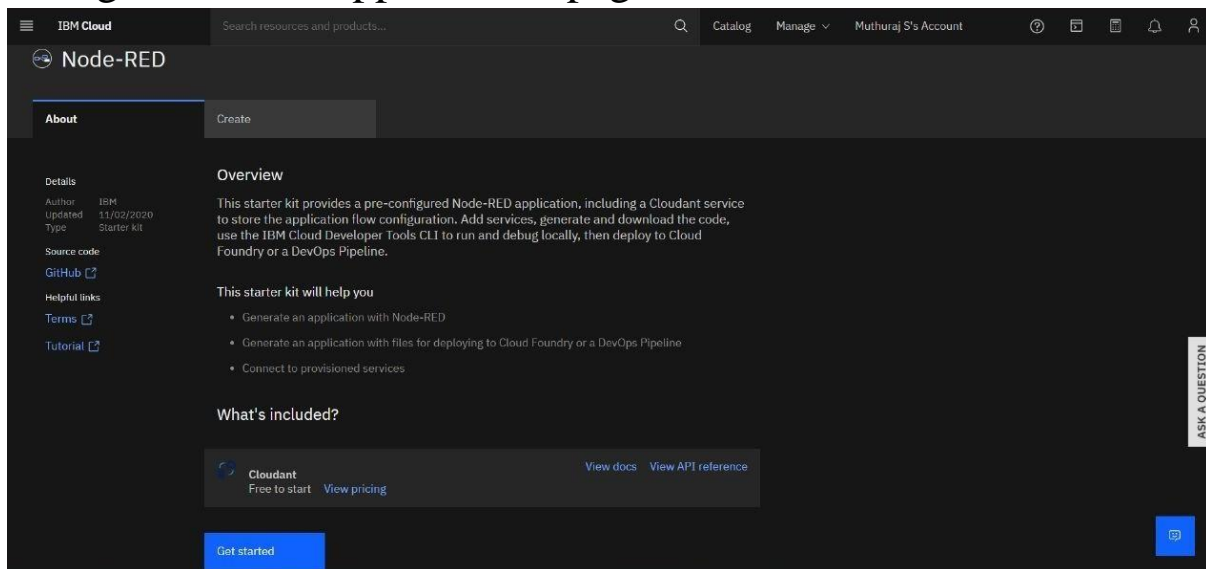 IBM Cloud
Search resources and products...
Catalog
Manage
Muthuraj S's Account
Node-RED
About
Create
Details
Author IBM
Updated 11/02/2020
Type Starter kit
Source code
GitHub
Helpful links
Terms
Tutorial
Overview
This starter kit provides a pre-configured Node-RED application, including a Cloudant service
to store the application flow configuration. Add services, generate and download the code,
use the IBM Cloud Developer Tools CLI to run and debug locally, then deploy to Cloud
Foundry or a DevOps Pipeline.
This starter kit will help you
• Generate an application with Node-RED
• Generate an application with files for deploying to Cloud Foundry or a DevOps Pipeline
• Connect to provisioned services
What's included?
Cloudant
Free to start View pricing
View docs View API reference
Get started
ASK A QUESTION